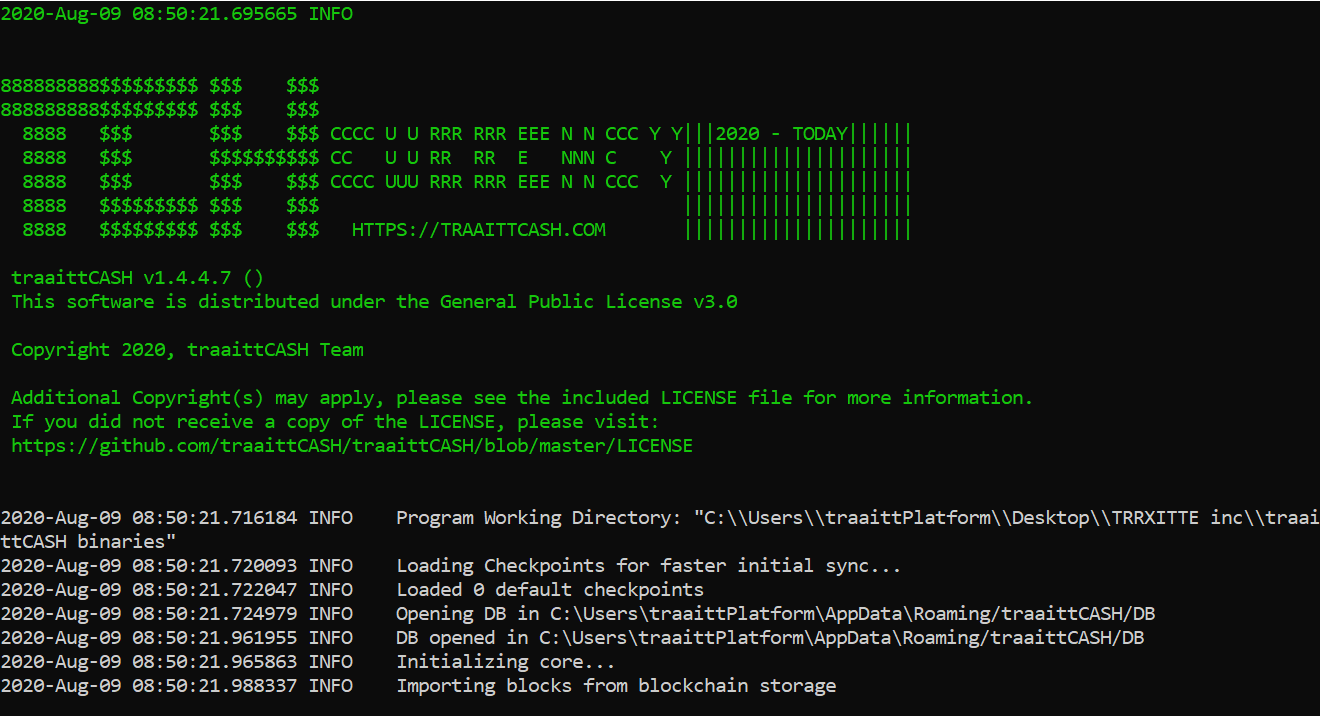 2020-Aug-09 08:50:21.695665 INFO
888888888$$$$$$$$$ $$$    $$$
888888888$$$$$$$$$ $$$    $$$
  8888   $$$       $$$    $$$ CCCC U U RRR RRR EEE N N CCC Y Y|||2020 - TODAY||||||
  8888   $$$       $$$$$$$$$$ CC   U U RR  RR  E   NNN C    Y |||||||||||||||||||||
  8888   $$$       $$$    $$$ CCCC UUU RRR RRR EEE N N CCC  Y |||||||||||||||||||||
  8888   $$$$$$$$$ $$$    $$$                                 |||||||||||||||||||||
  8888   $$$$$$$$$ $$$    $$$   HTTPS://TRAAITTCASH.COM       |||||||||||||||||||||
traaittCASH v1.4.4.7 ()
This software is distributed under the General Public License v3.0
Copyright 2020, traaittCASH Team
Additional Copyright(s) may apply, please see the included LICENSE file for more information.
If you did not receive a copy of the LICENSE, please visit:
https://github.com/traaittCASH/traaittCASH/blob/master/LICENSE
2020-Aug-09 08:50:21.716184 INFO    Program Working Directory: "C:\\Users\\traaittPlatform\\Desktop\\TRRXITTE inc\\traai
ttCASH binaries"
2020-Aug-09 08:50:21.720093 INFO    Loading Checkpoints for faster initial sync...
2020-Aug-09 08:50:21.722047 INFO    Loaded 0 default checkpoints
2020-Aug-09 08:50:21.724979 INFO    Opening DB in C:\Users\traaittPlatform\AppData\Roaming/traaittCASH/DB
2020-Aug-09 08:50:21.961955 INFO    DB opened in C:\Users\traaittPlatform\AppData\Roaming/traaittCASH/DB
2020-Aug-09 08:50:21.965863 INFO    Initializing core...
2020-Aug-09 08:50:21.988337 INFO    Importing blocks from blockchain storage